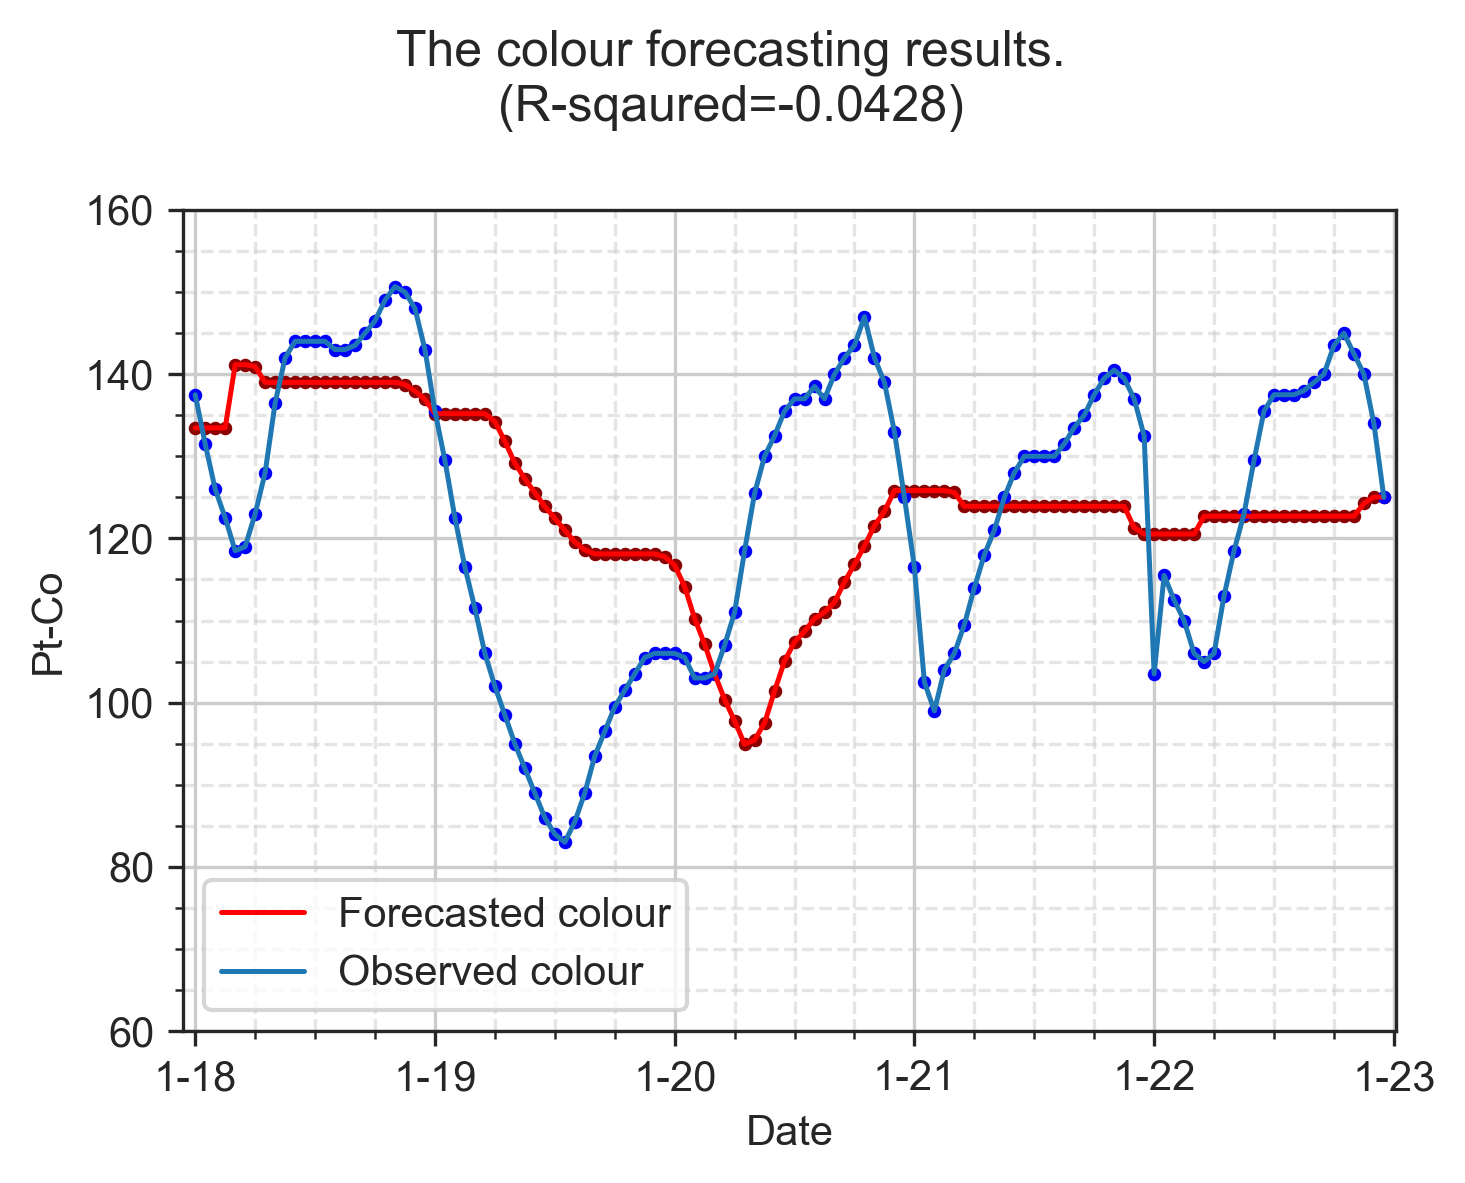 The colour forecasting results.
(R-sqaured=-0.0428)
160
140
120
100
80
60
Pt-Co
Forecasted colour
Observed colour
1-18 1-19 1-20 1-21 1-22 1-23
Date